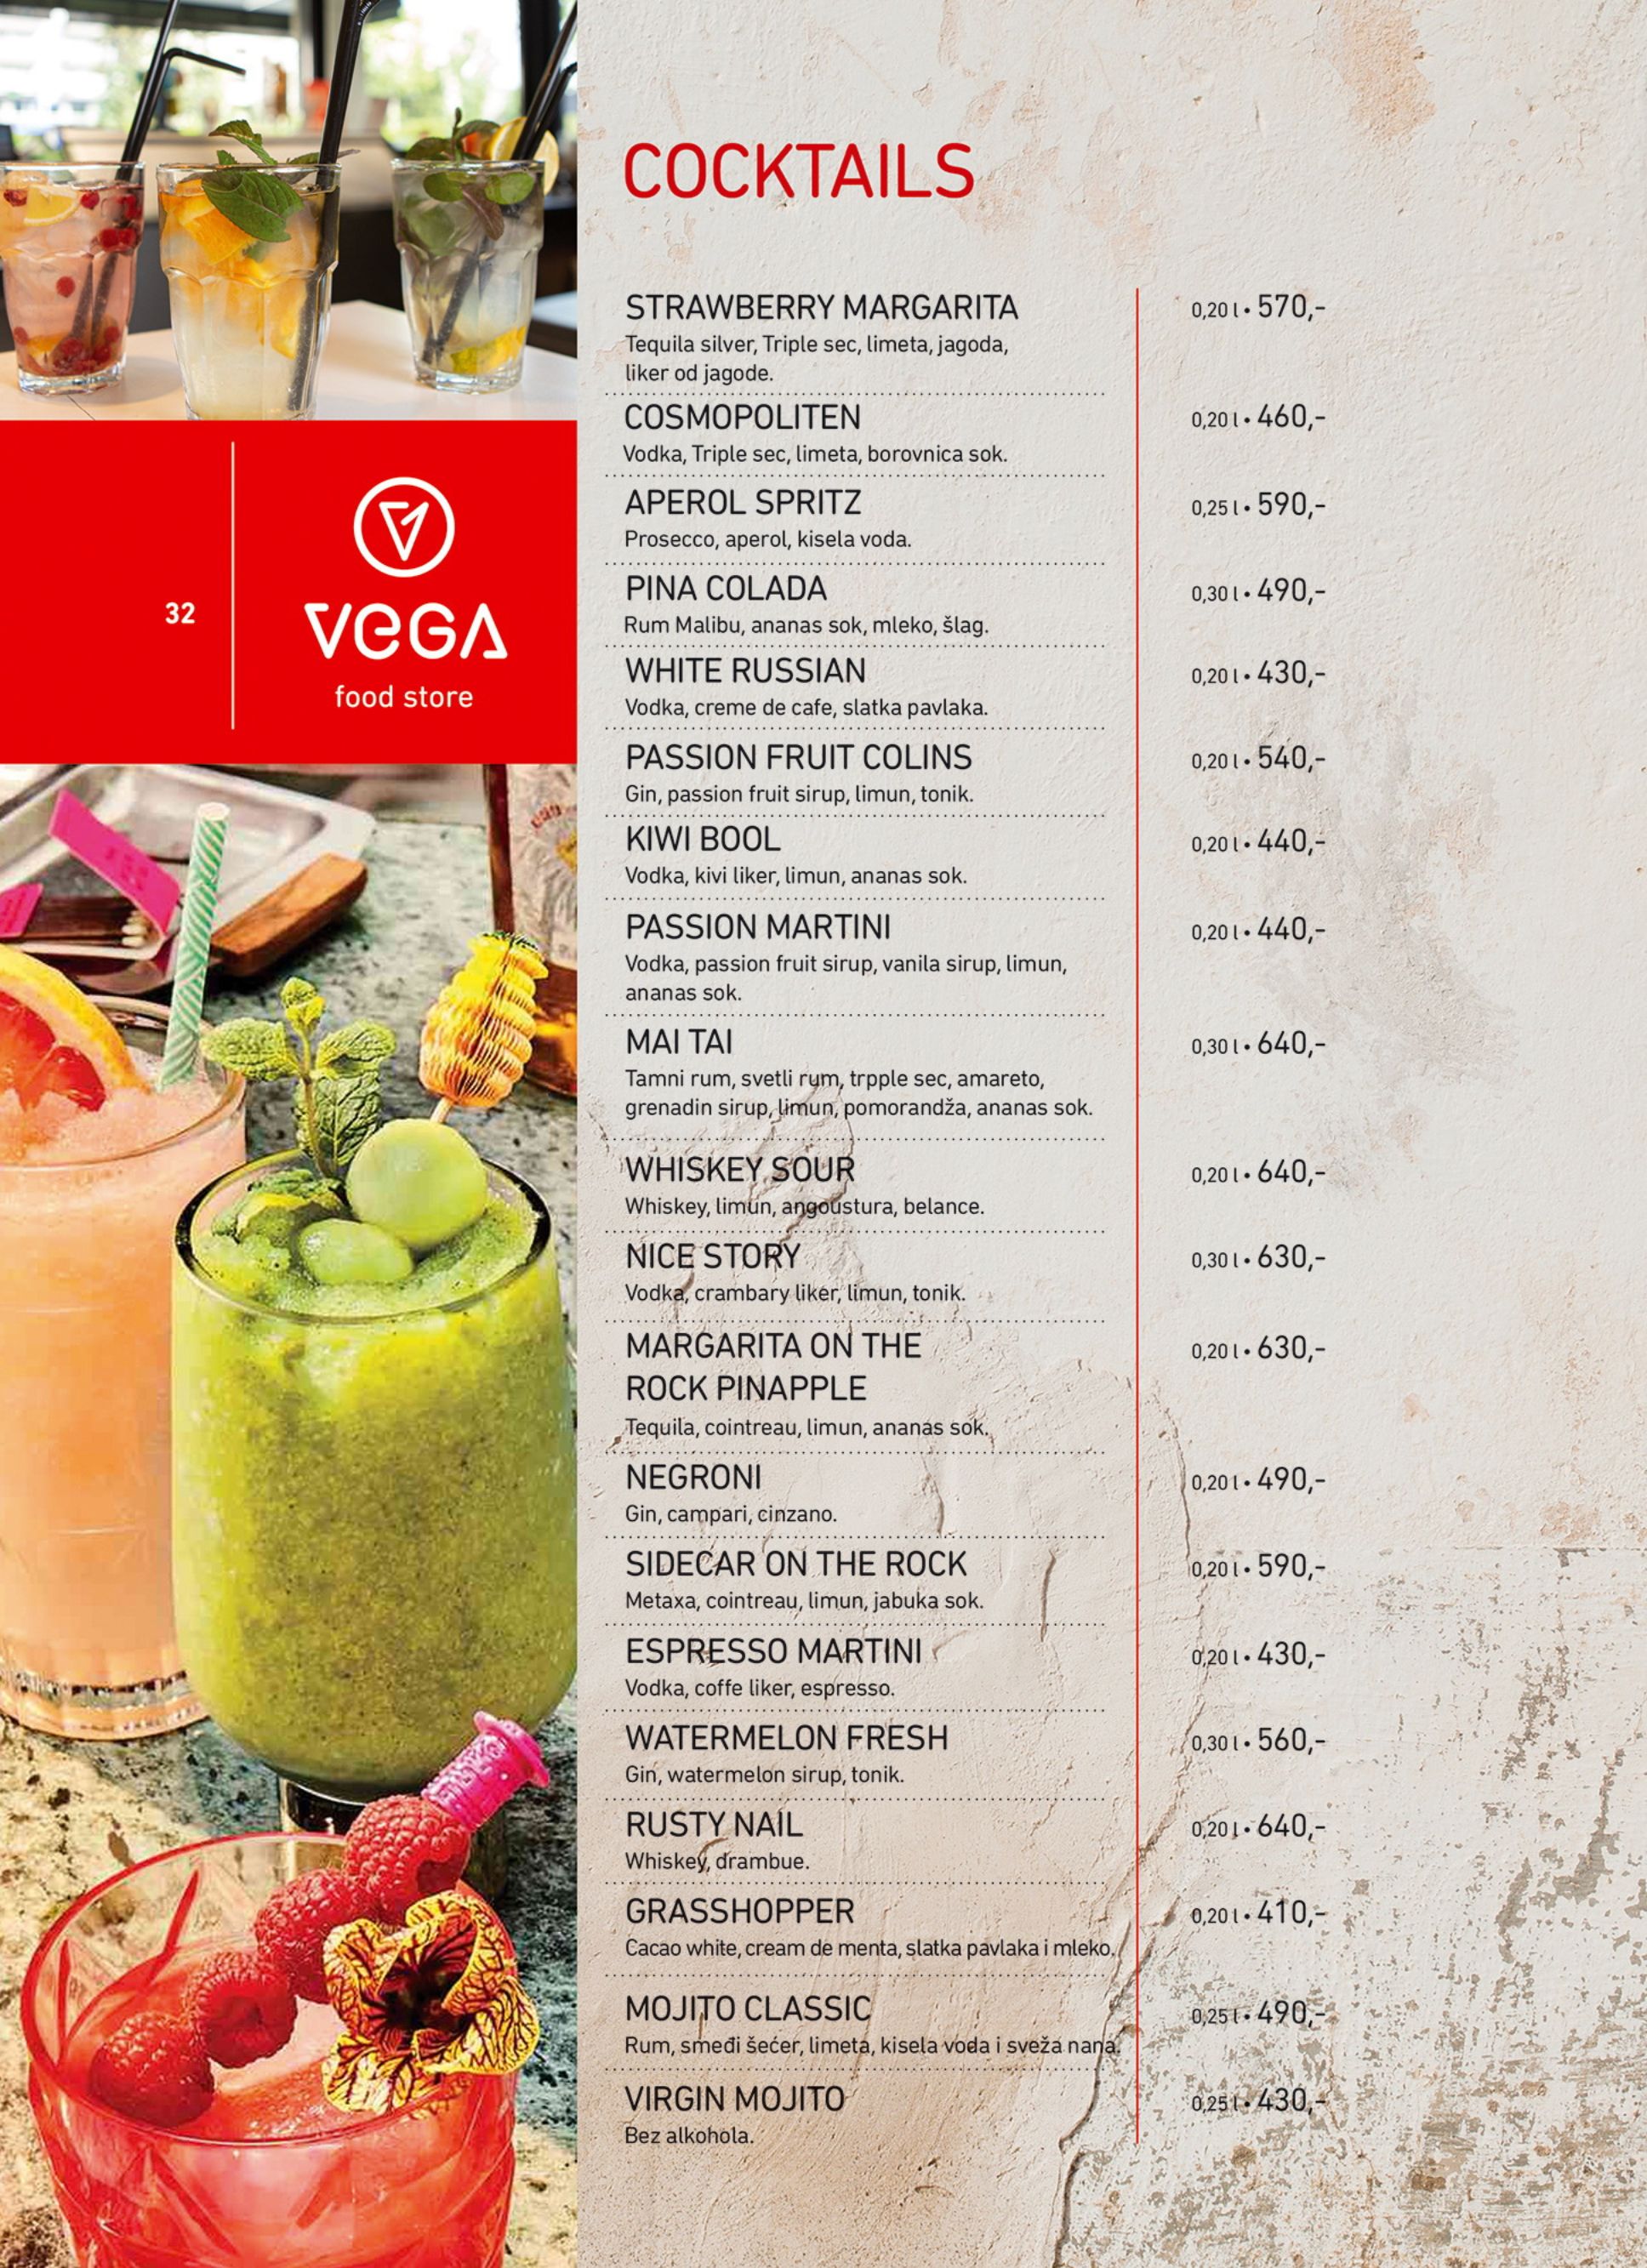 COCKTAILS
STRAWBERRY MARGARITA 0,20 l • 570,-
Tequila silver, Triple sec, limeta, jagoda,
liker od jagode.
COSMOPOLITEN 0,20 l • 460,-
Vodka, Triple sec, limeta, borovnica sok.
APEROL SPRITZ 0,25 l • 590,-
Prosecco, aperol, kisela voda.
PINA COLADA 0,30 l • 490,-
Rum Malibu, ananas sok, mleko, šlag.
WHITE RUSSIAN 0,20 l • 430,-
Vodka, creme de cafe, slatka pavlaka.
PASSION FRUIT COLINS 0,20 l • 540,-
Gin, passion fruit sirup, limun, tonik.
KIWI BOOL 0,20 l • 440,-
Vodka, kivi liker, limun, ananas sok.
PASSION MARTINI 0,20 l • 440,-
Vodka, passion fruit sirup, vanila sirup, limun,
ananas sok.
MAI TAI 0,30 l • 640,-
Tamni rum, svetli rum, trpple sec, amareto,
grenadin sirup, limun, pomorandža, ananas sok.
WHISKEY SOUR 0,20 l • 640,-
Whiskey, limun, angoustura, belance.
NICE STORY 0,30 l • 630,-
Vodka, crambary liker, limun, tonik.
MARGARITA ON THE 0,20 l • 630,-
ROCK PINAPPLE
Tequila, cointreau, limun, ananas sok.
NEGRONI 0,20 l • 490,-
Gin, campari, cinzano.
SIDECAR ON THE ROCK 0,20 l • 590,-
Metaxa, cointreau, limun, jabuka sok.
ESPRESSO MARTINI 0,20 l • 430,-
Vodka, coffe liker, espresso.
WATERMELON FRESH 0,30 l • 560,-
Gin, watermelon sirup, tonik.
RUSTY NAIL 0,20 l • 640,-
Whiskey, drambue.
GRASSHOPPER 0,20 l • 410,-
Cacao white, cream de menta, slatka pavlaka i mleko.
MOJITO CLASSIC 0,25 l • 490,-
Rum, smeđi šećer, limeta, kisela voda i sveža nana.
VIRGIN MOJITO 0,25 l • 430,-
Bez alkohola.
32
VEGA
food store